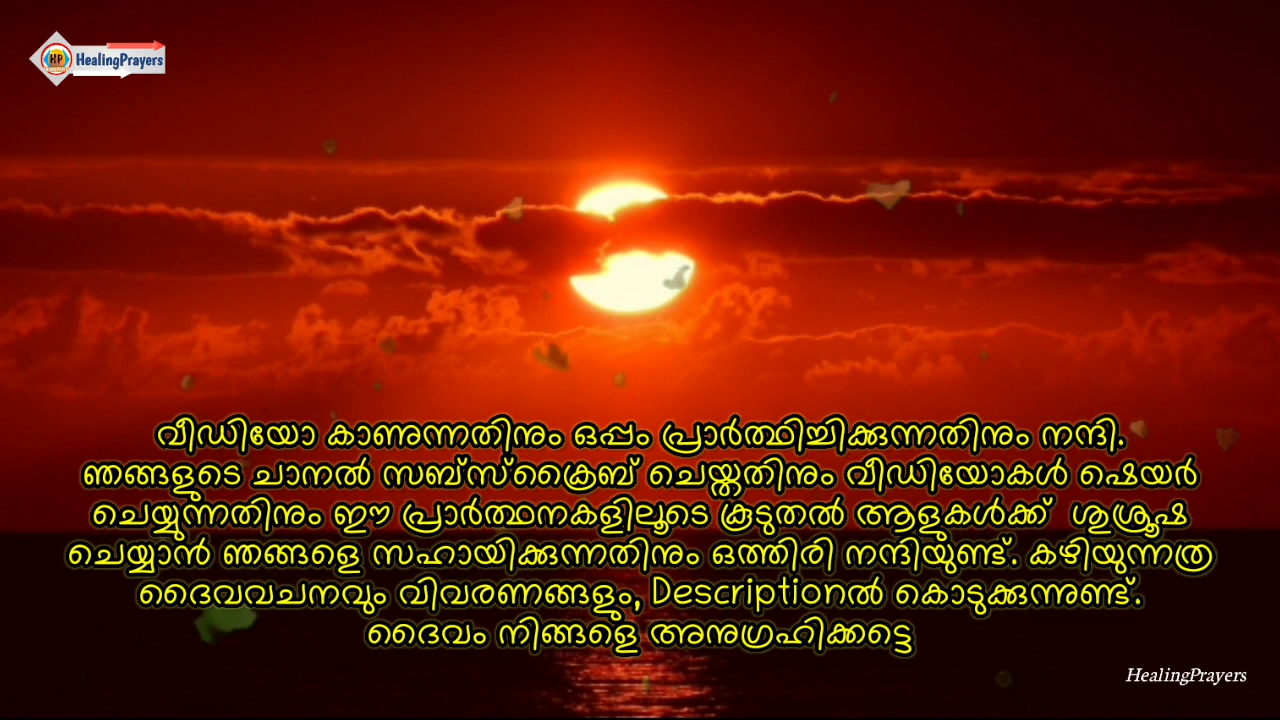 HP
HealingPrayers
വീഡിയോ കാണുന്നതിനും ഒപ്പം പ്രാർത്ഥിച്ചിക്കുന്നതിനും നന്ദി.
ഞങ്ങളുടെ ചാനൽ സബ്സ്ക്രൈബ് ചെയ്തതിനും വീഡിയോകൾ ഷെയർ
ചെയ്യുന്നതിനും ഈ പ്രാർത്ഥനകളിലൂടെ കൂടുതൽ ആളുകൾക്ക് ശുശ്രൂഷ
ചെയ്യാൻ ഞങ്ങളെ സഹായിക്കുന്നതിനും ഒത്തിരി നന്ദിയുണ്ട്. കഴിയുന്നത്ര
ദൈവവചനവും വിവരണങ്ങളും, Descriptionൽ കൊടുക്കുന്നുണ്ട്.
ദൈവം നിങ്ങളെ അനുഗ്രഹിക്കട്ടെ
HealingPrayers